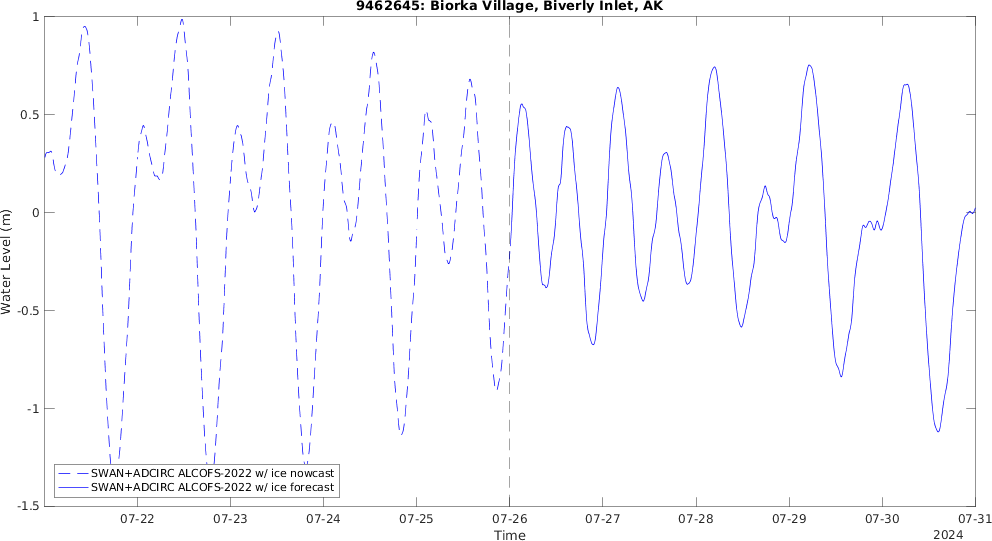 9462645: Biorka Village, Biverly Inlet, AK
Water Level (m)
1
0.5
0
-0.5
-1
-1.5
SWAN+ADCIRC ALCOFS-2022 w/ ice nowcast
SWAN+ADCIRC ALCOFS-2022 w/ ice forecast
07-22 07-23 07-24 07-25 07-26 07-27 07-28 07-29 07-30 07-31
Time
2024